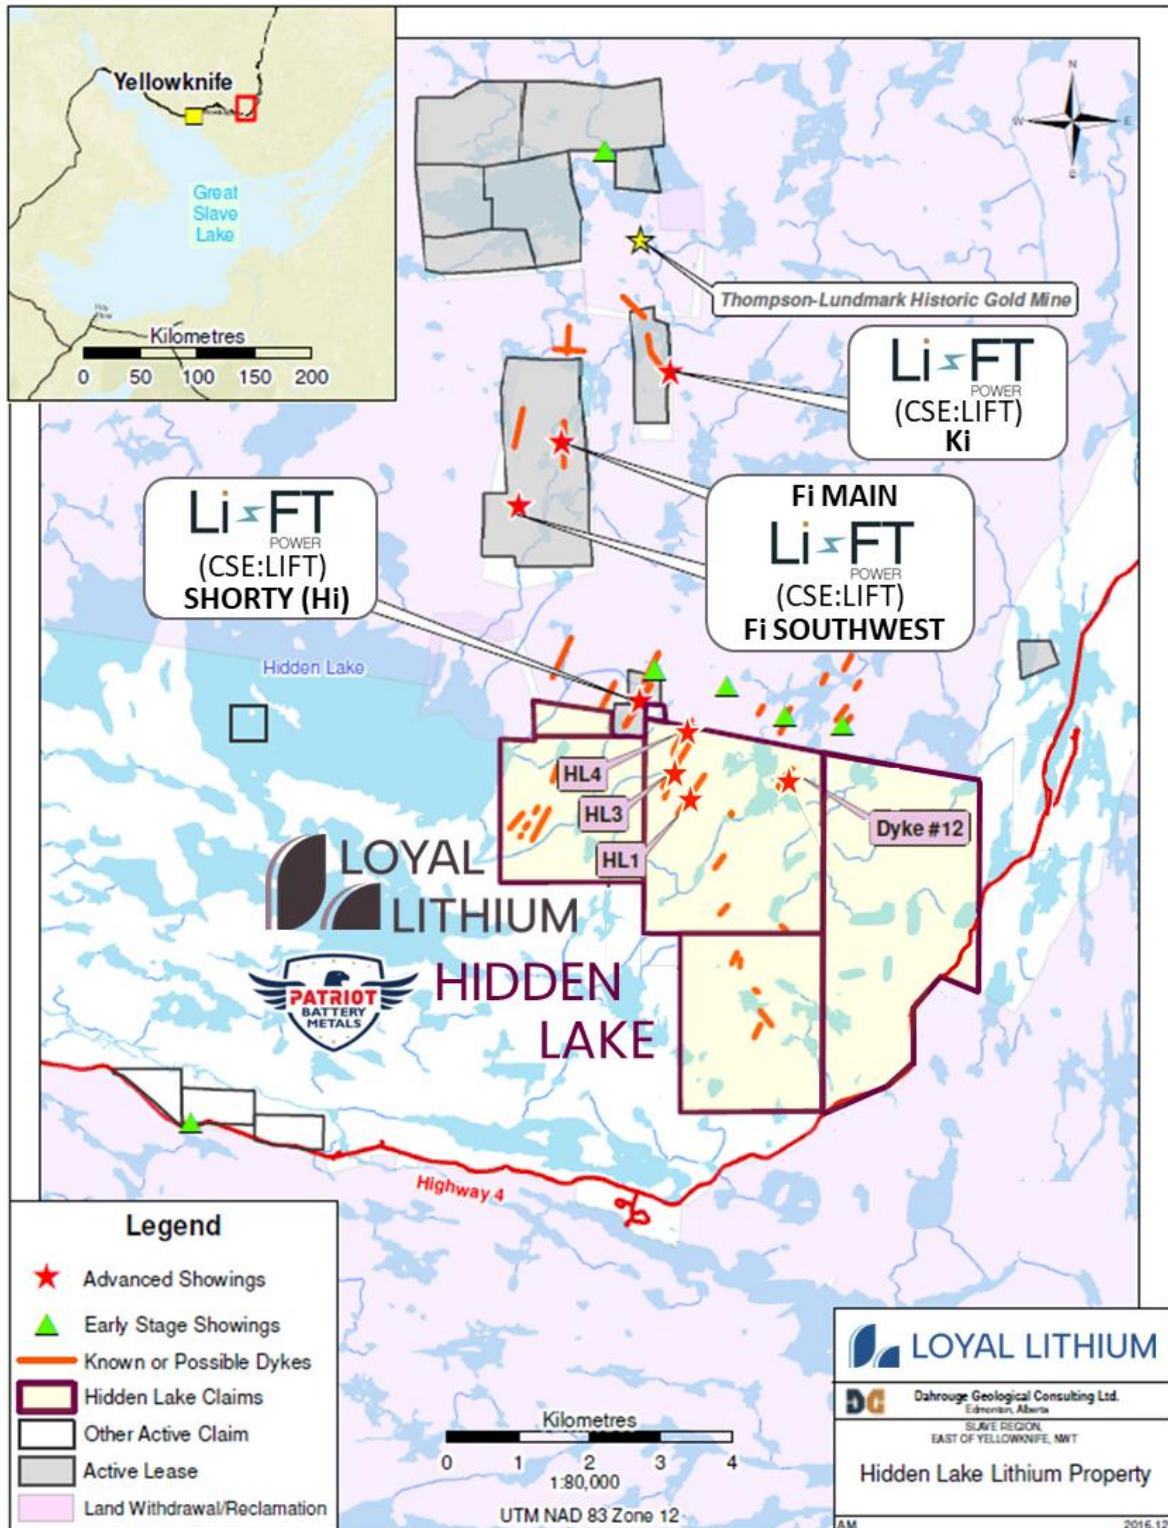 Yellowknife
Great
Slave
Lake
Kilometres
0 50 100 150 200
N
W E
Thompson-Lundmark Historic Gold Mine
Li-FT
POWER
(CSE:LIFT)
Ki
Fi MAIN
Li-FT
POWER
(CSE:LIFT)
Fi SOUTHWEST
Li-FT
POWER
(CSE:LIFT)
SHORTY (Hi)
Hidden Lake
HL4
HL3
HL1
Dyke #12
LOYAL
LITHIUM
PATRIOT
BATTERY
METALS
HIDDEN
LAKE
Highway 4
Legend
Advanced Showings
Early Stage Showings
Known or Possible Dykes
Hidden Lake Claims
Other Active Claim
Active Lease
Land Withdrawal/Reclamation
Kilometres
0 1 2 3 4
1:80,000
UTM NAD 83 Zone 12
LOYAL LITHIUM
DG
Dahrouge Geological Consulting Ltd.
Edmonton, Alberta
SLAVE REGION,
EAST OF YELLOWKNIFE, NWT
Hidden Lake Lithium Property
AM 2016.12